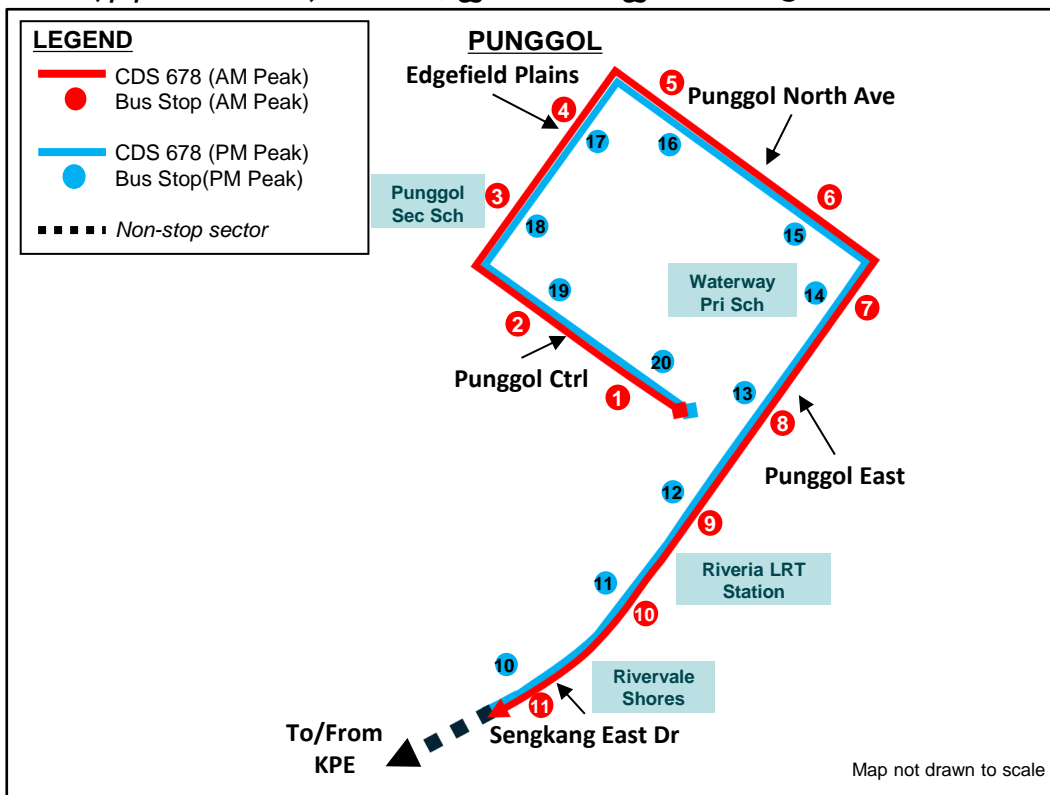 LEGEND
CDS 678 (AM Peak)
Bus Stop (AM Peak)
CDS 678 (PM Peak)
Bus Stop(PM Peak)
Non-stop sector
PUNGGOL
Edgefield Plains
5
Punggol North Ave
4
17
16
Punggol
Sec Sch
3
6
18
15
19
Waterway
Pri Sch
14
7
2
20
Punggol Ctrl
1
13
8
Punggol East
12
9
11
Riveria LRT
Station
10
10
Rivervale
Shores
11
Sengkang East Dr
To/From
KPE
Map not drawn to scale